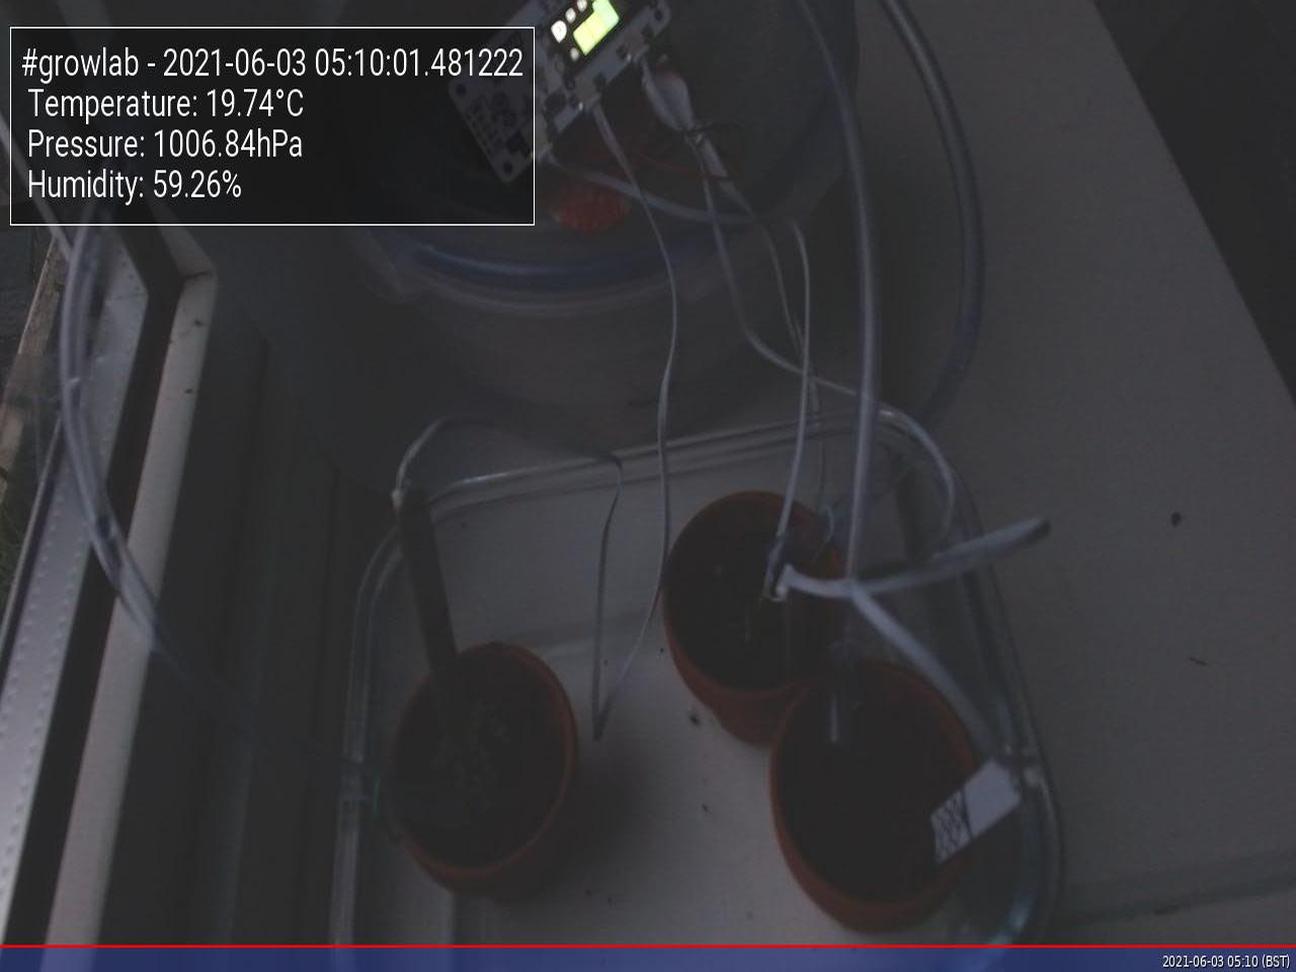 #growlab - 2021-06-03 05:10:01.481222
Temperature: 19.74°C
Pressure: 1006.84hPa
Humidity: 59.26%
2021-06-03 05:10 (BST)